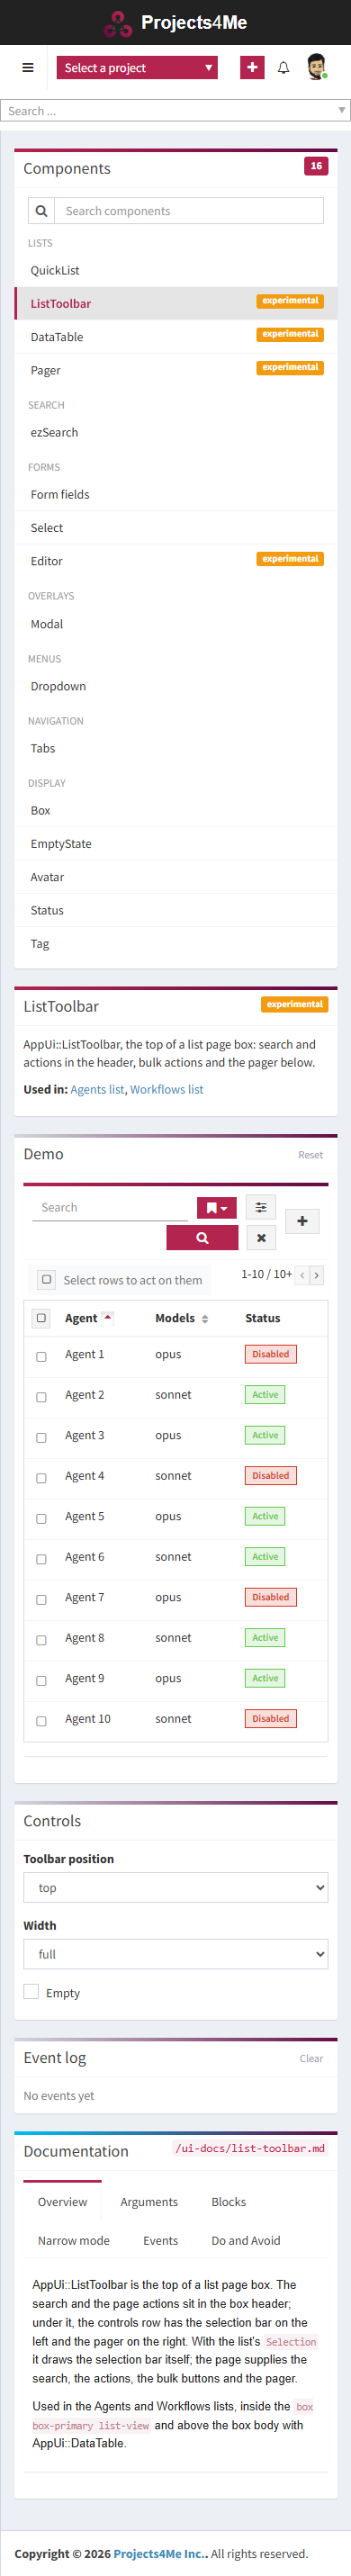 Projects4Me
Select a project
Search ...
Components 16
Search components
LISTS
QuickList
ListToolbar experimental
DataTable experimental
Pager experimental
SEARCH
ezSearch
FORMS
Form fields
Select
Editor experimental
OVERLAYS
Modal
MENUS
Dropdown
NAVIGATION
Tabs
DISPLAY
Box
EmptyState
Avatar
Status
Tag
ListToolbar experimental
AppUi::ListToolbar, the top of a list page box: search and
actions in the header, bulk actions and the pager below.
Used in: Agents list, Workflows list
Demo Reset
Search
Select rows to act on them 1-10 / 10+
Agent Models Status
Agent 1 opus Disabled
Agent 2 sonnet Active
Agent 3 opus Active
Agent 4 sonnet Disabled
Agent 5 opus Active
Agent 6 sonnet Active
Agent 7 opus Disabled
Agent 8 sonnet Active
Agent 9 opus Active
Agent 10 sonnet Disabled
Controls
Toolbar position
top
Width
full
Empty
Event log Clear
No events yet
Documentation /ui-docs/list-toolbar.md
Overview Arguments Blocks
Narrow mode Events Do and Avoid
AppUi::ListToolbar is the top of a list page box. The
search and the page actions sit in the box header;
under it, the controls row has the selection bar on the
left and the pager on the right. With the list's Selection
it draws the selection bar itself; the page supplies the
search, the actions, the bulk buttons and the pager.
Used in the Agents and Workflows lists, inside the box
box-primary list-view and above the box body with
AppUi::DataTable.
Copyright © 2026 Projects4Me Inc.. All rights reserved.